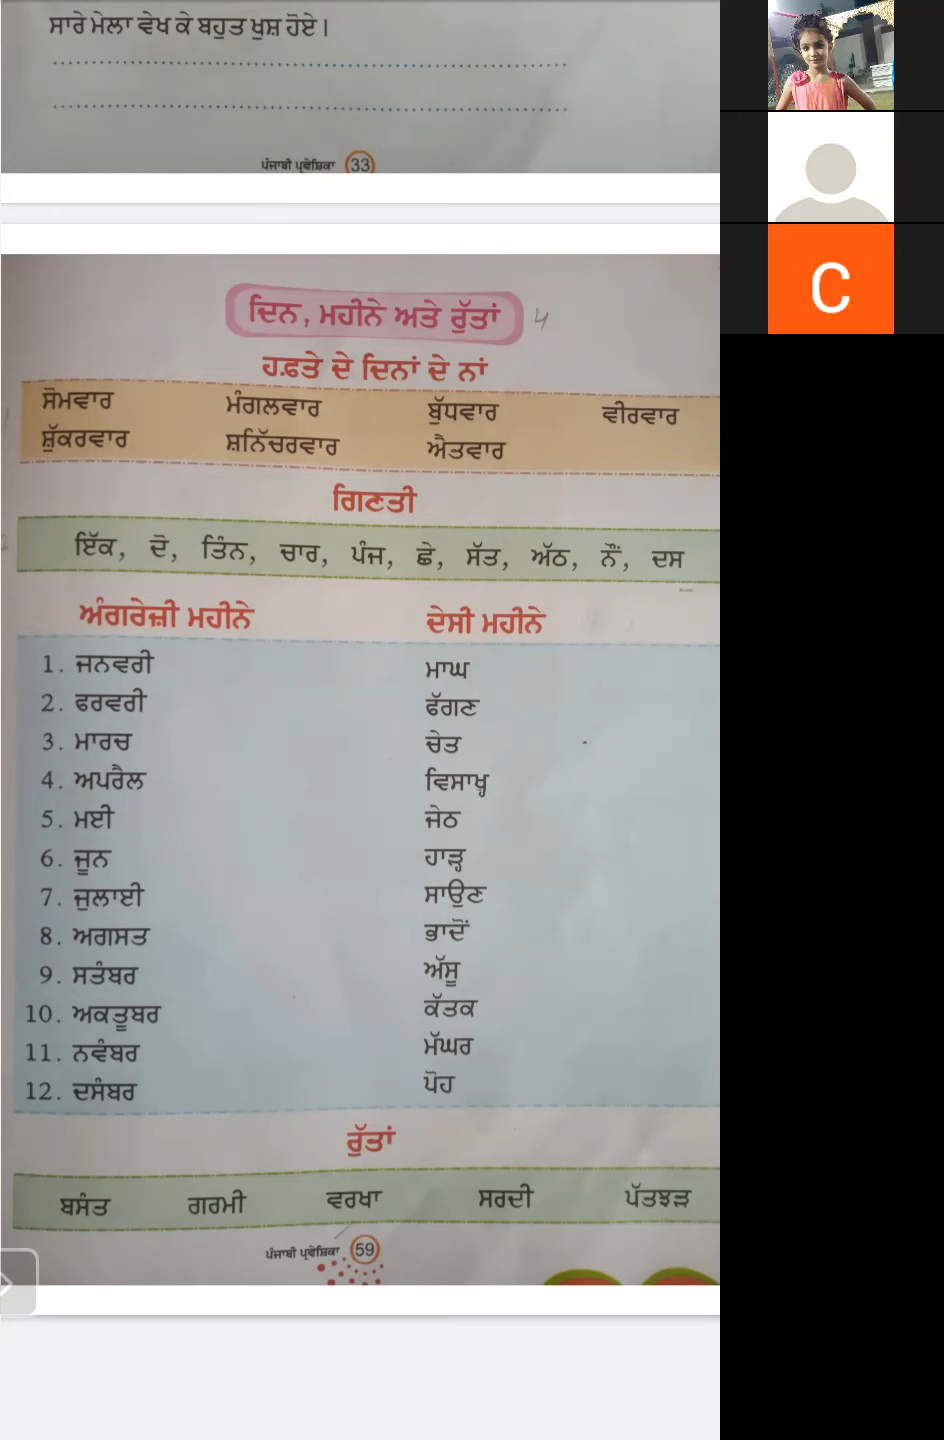 ਸਾਰੇ ਮੇਲਾ ਵੇਖ ਕੇ ਬਹੁਤ ਖੁਸ਼ ਹੋਏ।
ਪੰਜਾਬੀ ਪ੍ਰਵੇਸ਼ਿਕਾ 33
ਦਿਨ, ਮਹੀਨੇ ਅਤੇ ਰੁੱਤਾਂ 4
ਹਫ਼ਤੇ ਦੇ ਦਿਨਾਂ ਦੇ ਨਾਂ
ਸੋਮਵਾਰ ਮੰਗਲਵਾਰ ਬੁੱਧਵਾਰ ਵੀਰਵਾਰ
ਸ਼ੁੱਕਰਵਾਰ ਸ਼ਨਿੱਚਰਵਾਰ ਐਤਵਾਰ
ਗਿਣਤੀ
ਇੱਕ, ਦੋ, ਤਿੰਨ, ਚਾਰ, ਪੰਜ, ਛੇ, ਸੱਤ, ਅੱਠ, ਨੌਂ, ਦਸ
ਅੰਗਰੇਜ਼ੀ ਮਹੀਨੇ ਦੇਸੀ ਮਹੀਨੇ
1. ਜਨਵਰੀ ਮਾਘ
2. ਫਰਵਰੀ ਫੱਗਣ
3. ਮਾਰਚ ਚੇਤ
4. ਅਪਰੈਲ ਵਿਸਾਖ੍ਹ
5. ਮਈ ਜੇਠ
6. ਜੂਨ ਹਾੜ੍ਹ
7. ਜੁਲਾਈ ਸਾਉਣ
8. ਅਗਸਤ ਭਾਦੋਂ
9. ਸਤੰਬਰ ਅੱਸੂ
10. ਅਕਤੂਬਰ ਕੱਤਕ
11. ਨਵੰਬਰ ਮੱਘਰ
12. ਦਸੰਬਰ ਪੋਹ
ਰੁੱਤਾਂ
ਬਸੰਤ ਗਰਮੀ ਵਰਖਾ ਸਰਦੀ ਪੱਤਝੜ
ਪੰਜਾਬੀ ਪ੍ਰਵੇਸ਼ਿਕਾ 59
C